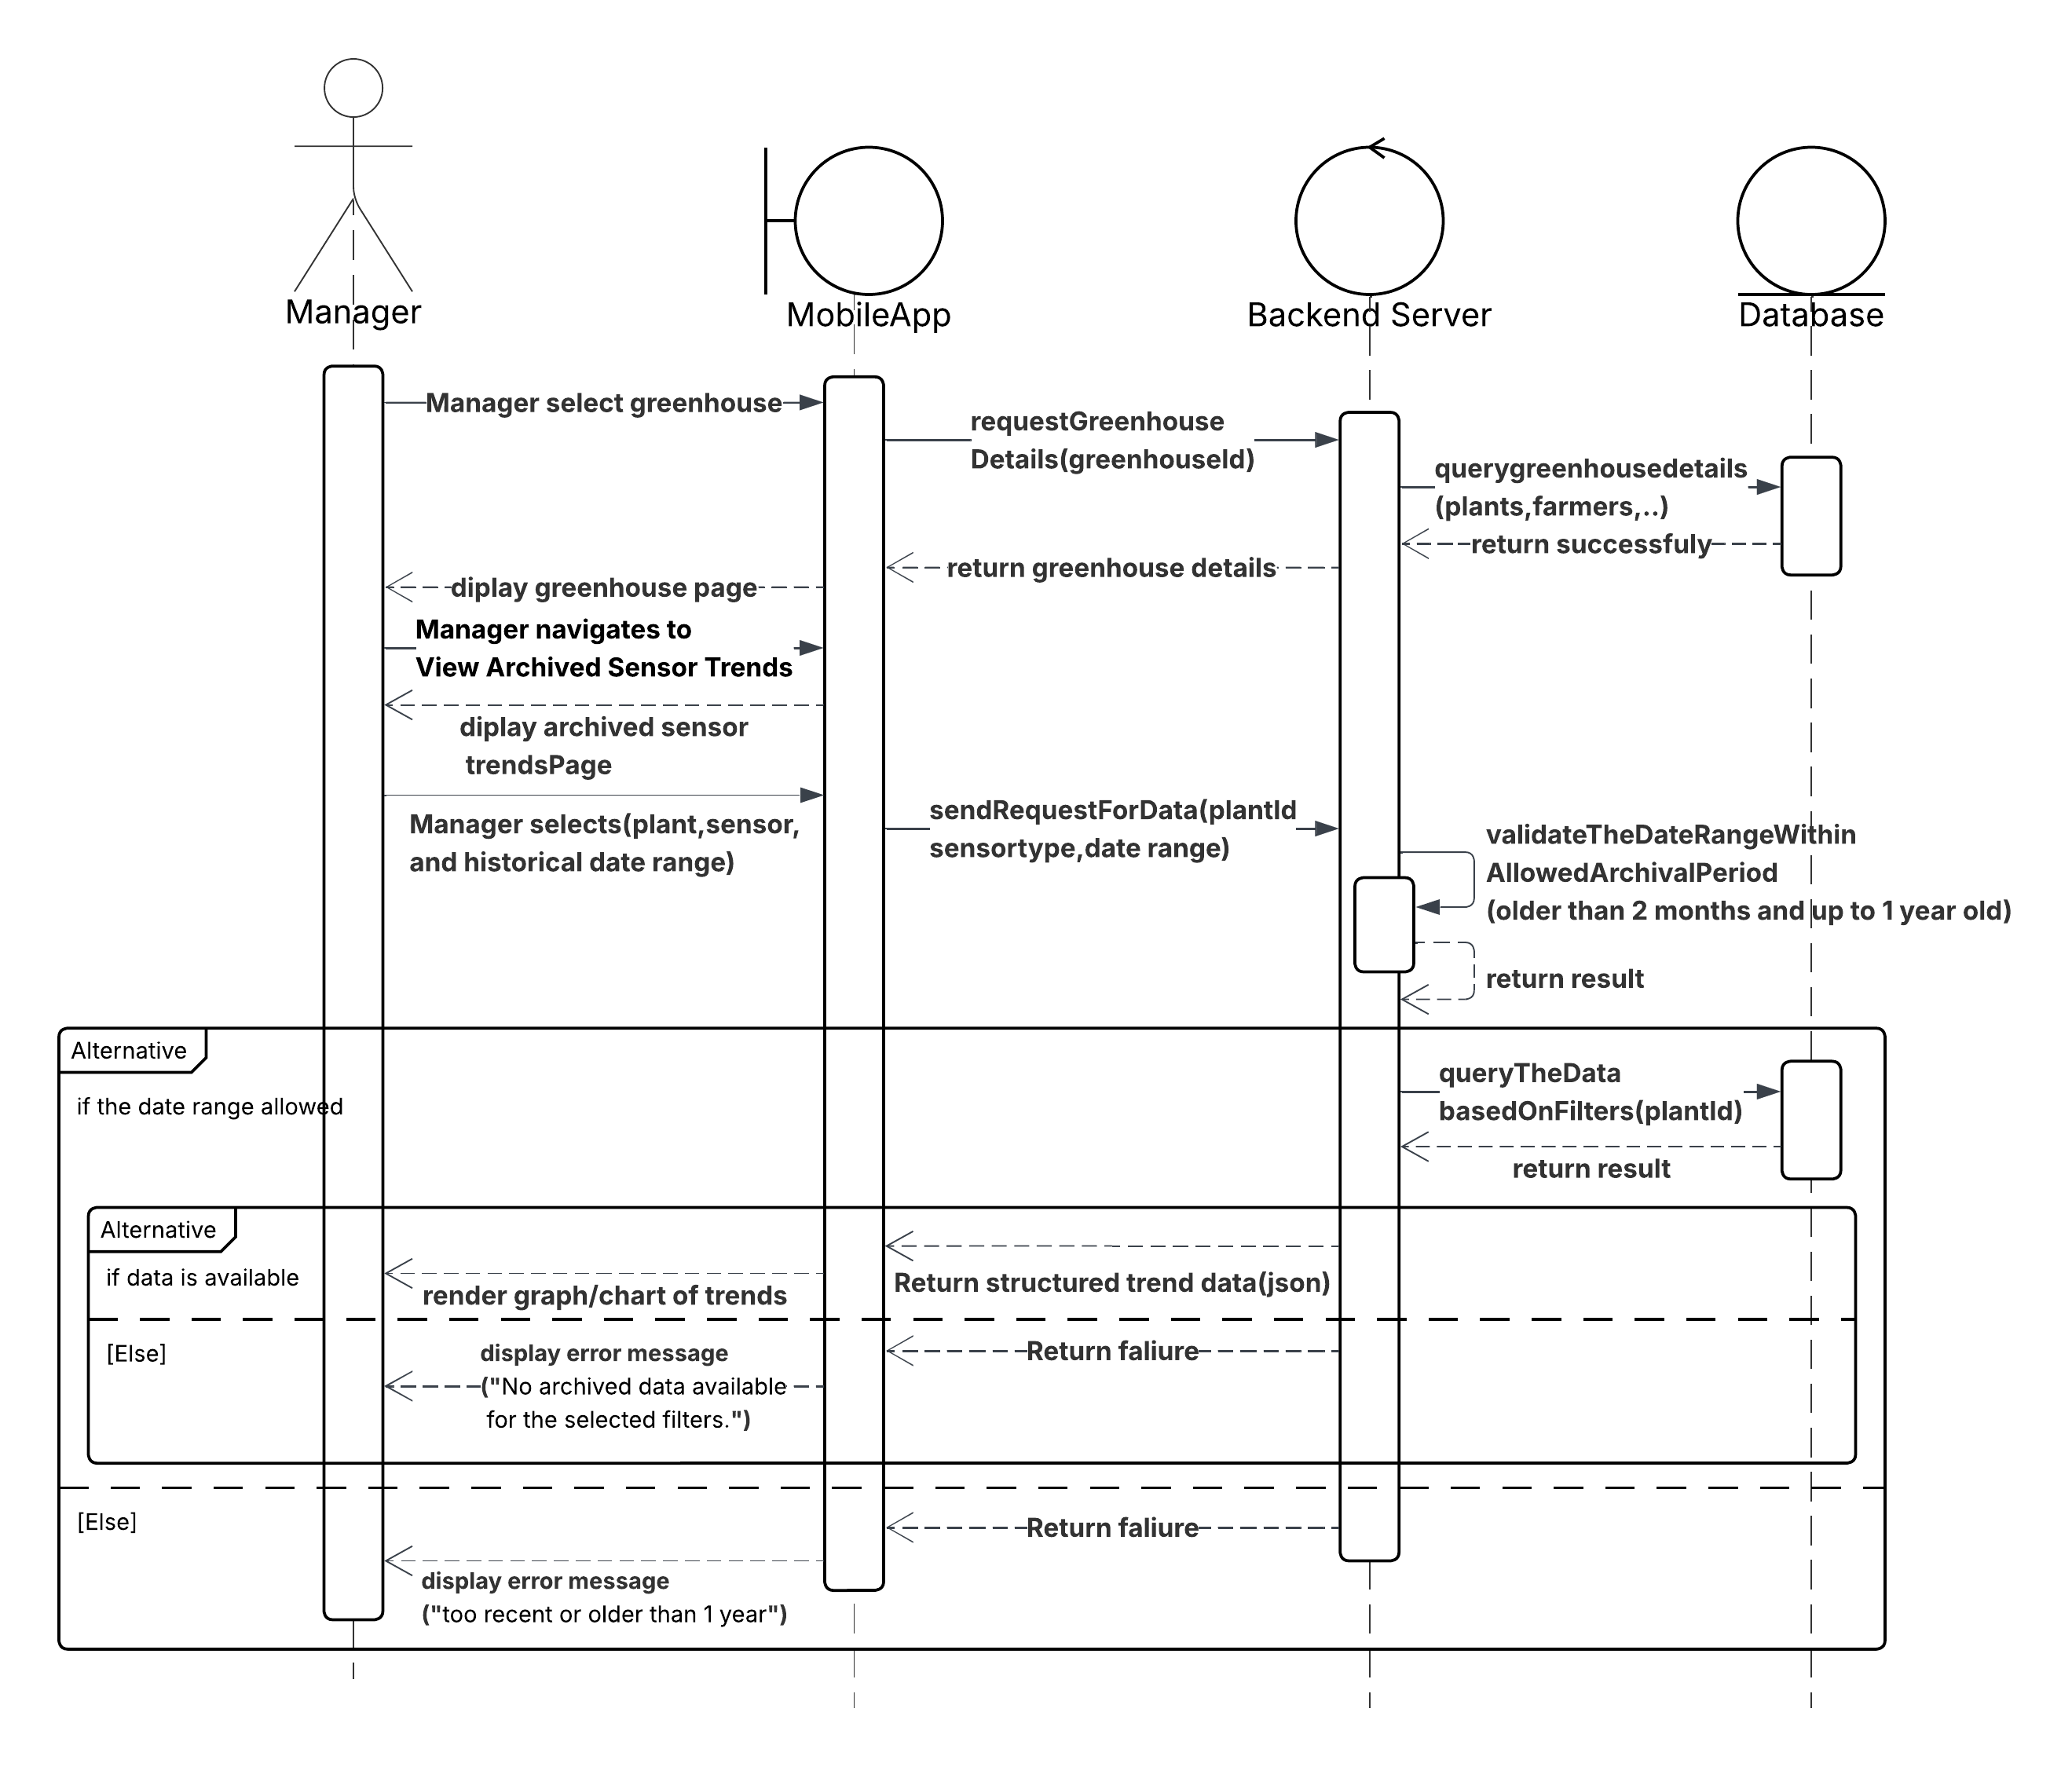 Manager
MobileApp
Backend Server
Database
Manager select greenhouse
requestGreenhouse
Details(greenhouseId)
querygreenhousedetails
(plants,farmers,..)
return successfuly
return greenhouse details
diplay greenhouse page
Manager navigates to
View Archived Sensor Trends
diplay archived sensor
trendsPage
Manager selects(plant,sensor,
and historical date range)
sendRequestForData(plantId
sensortype,date range)
validateTheDateRangeWithin
AllowedArchivalPeriod
(older than 2 months and up to 1 year old)
return result
Alternative
if the date range allowed
queryTheData
basedOnFilters(plantId)
return result
Alternative
if data is available
Return structured trend data(json)
render graph/chart of trends
[Else]
Return faliure
display error message
("No archived data available
for the selected filters.")
[Else]
Return faliure
display error message
("too recent or older than 1 year")